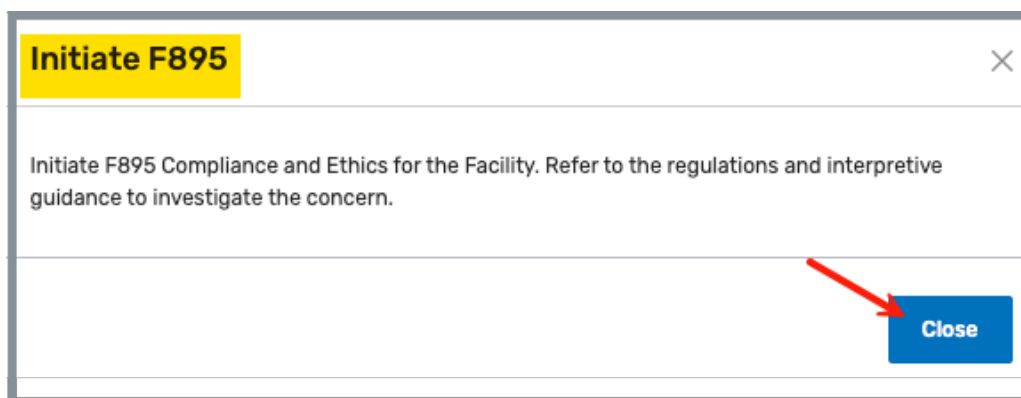 Initiate F895
Initiate F895 Compliance and Ethics for the Facility. Refer to the regulations and interpretive
guidance to investigate the concern.
Close